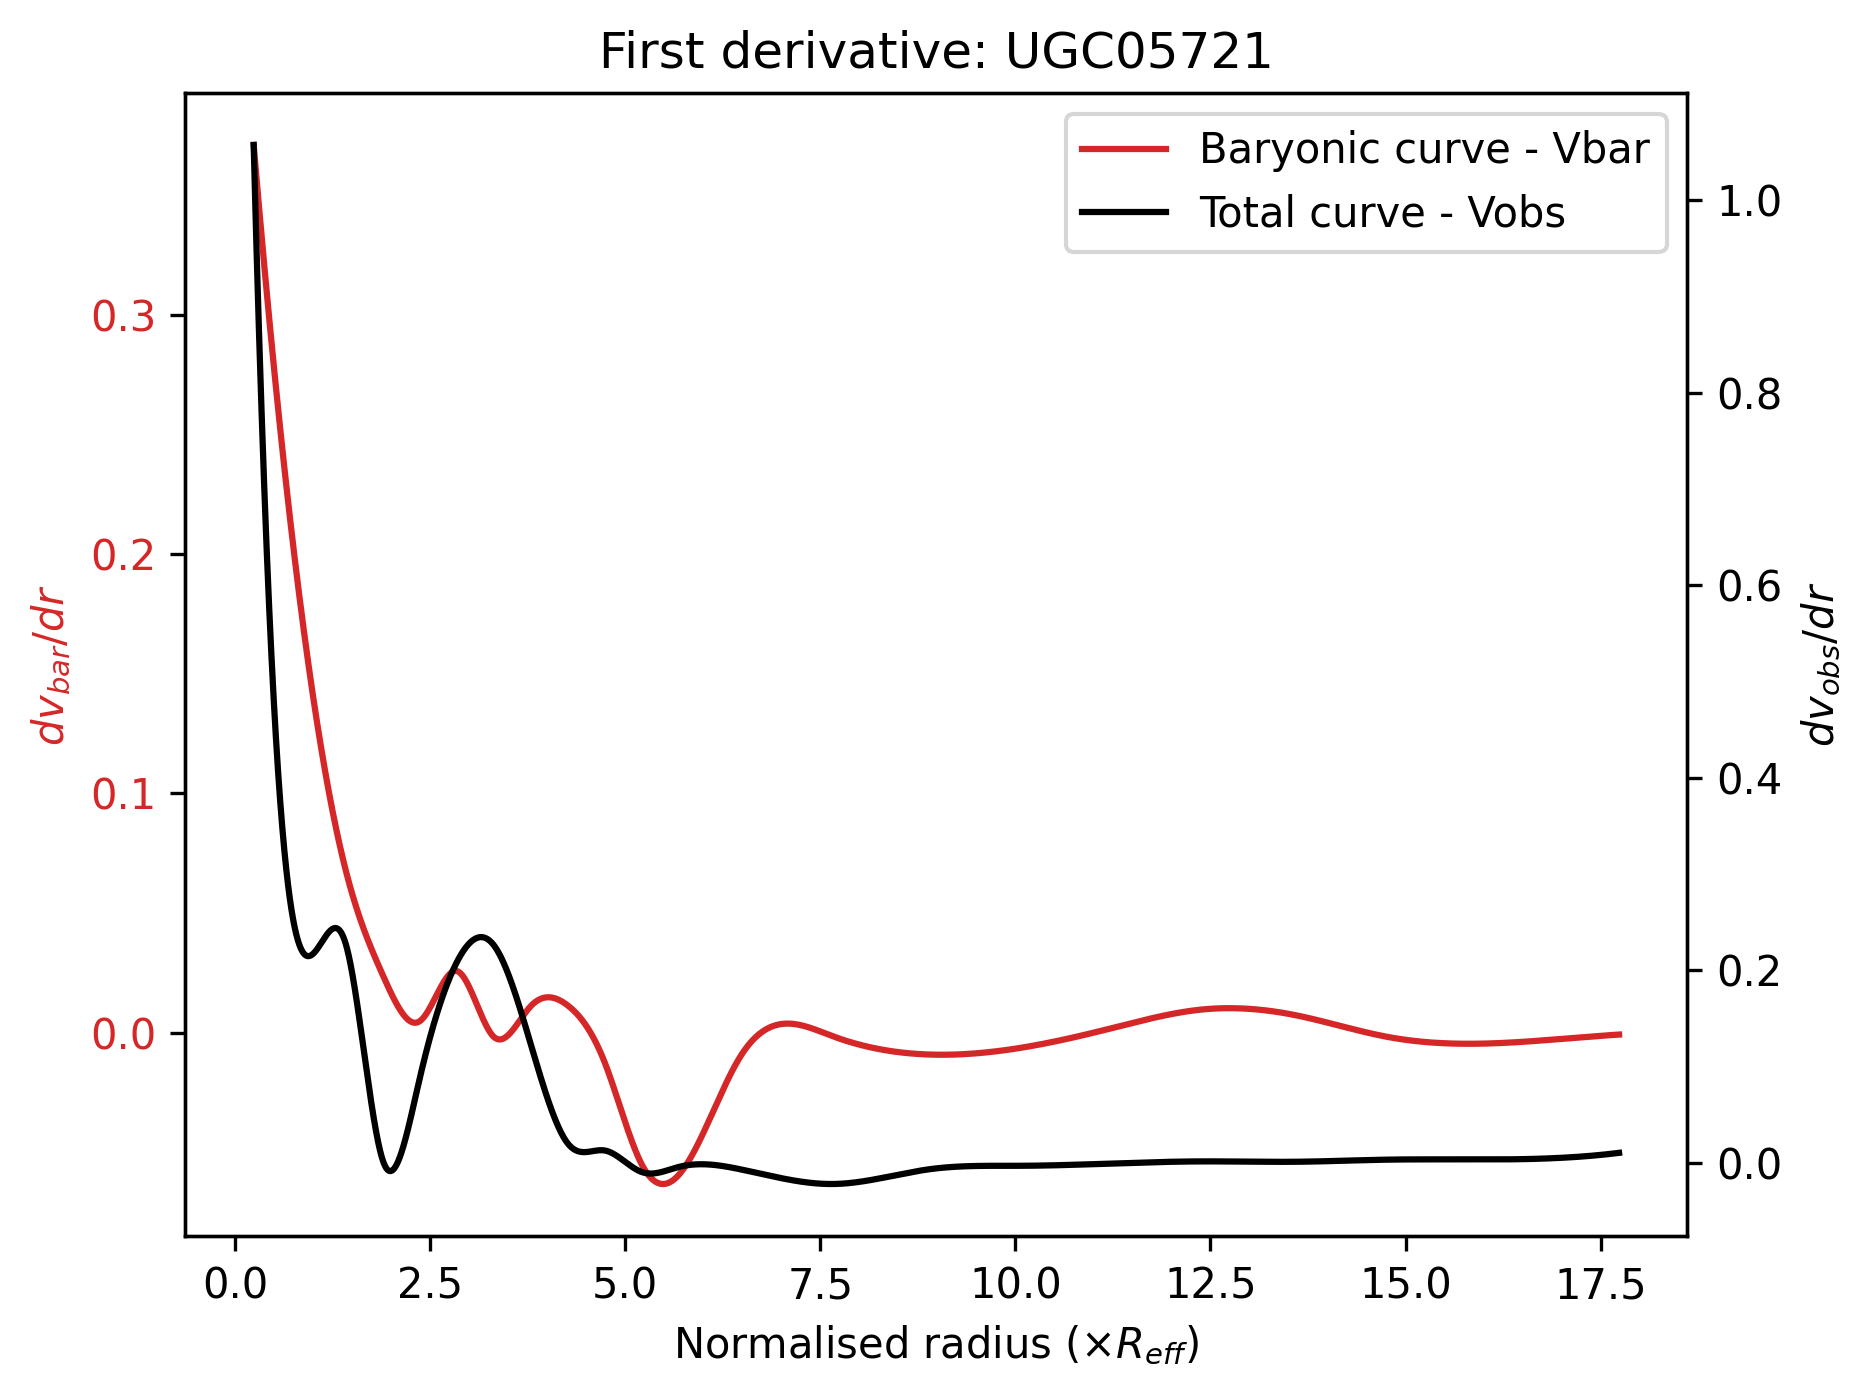 First derivative: UGC05721
Baryonic curve - Vbar
Total curve - Vobs
0.3
0.2
0.1
0.0
dv_bar/dr
1.0
0.8
0.6
0.4
0.2
0.0
dv_obs/dr
0.0 2.5 5.0 7.5 10.0 12.5 15.0 17.5
Normalised radius (×R_eff)